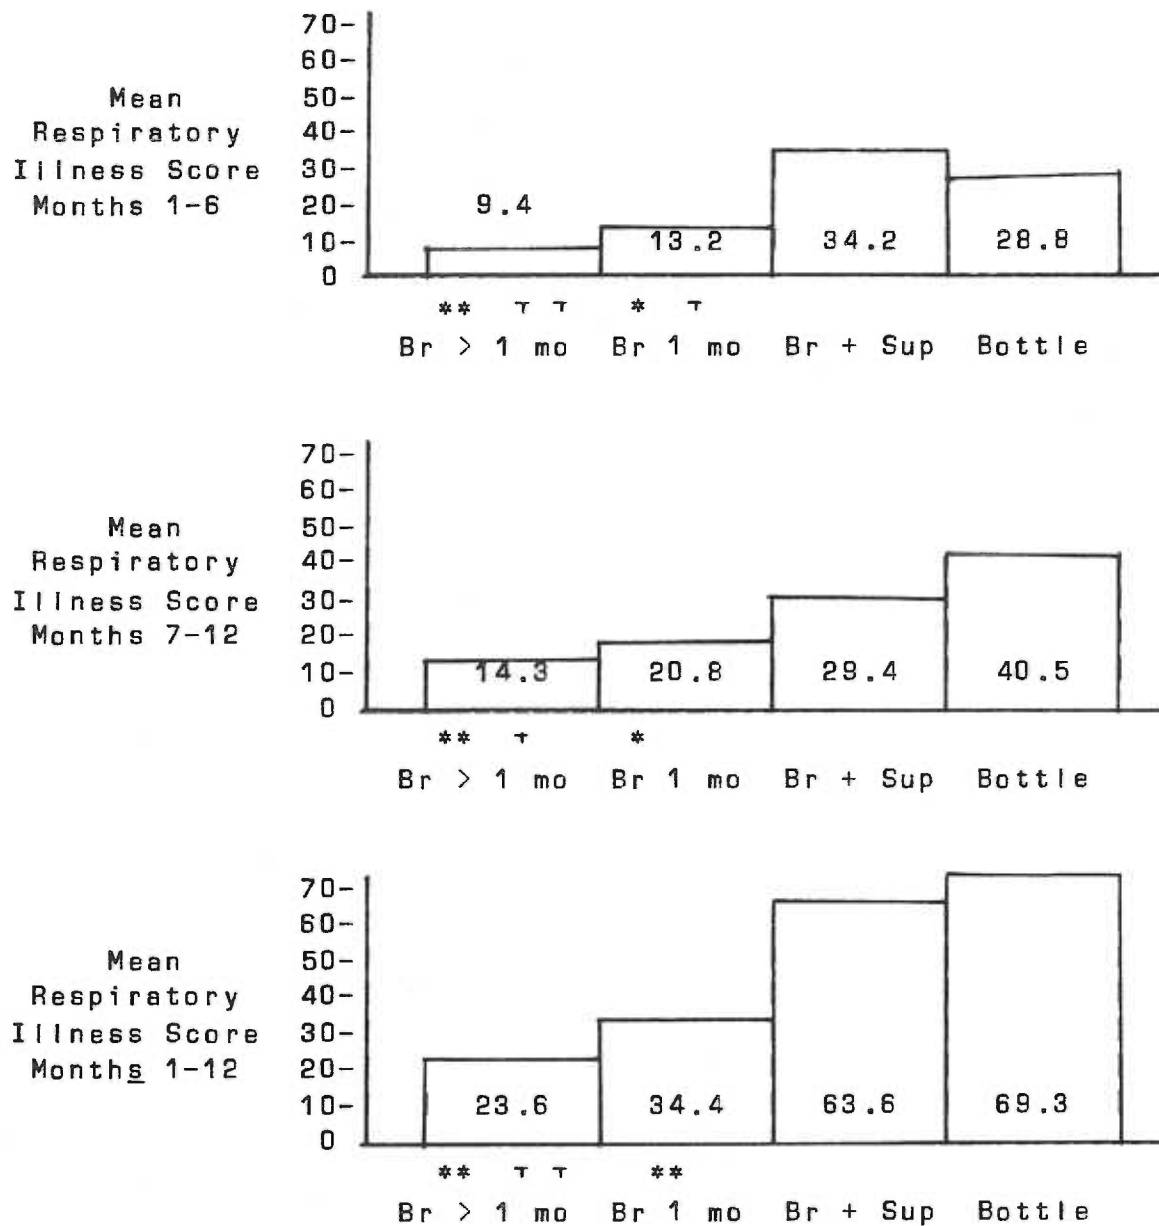 70-
60-
50-
40-
30-
20-
10-
0
Mean
Respiratory
Illness Score
Months 1-6
9.4
13.2
34.2
28.8
** ┬ ┬ * ┬
Br > 1 mo Br 1 mo Br + Sup Bottle
70-
60-
50-
40-
30-
20-
10-
0
Mean
Respiratory
Illness Score
Months 7-12
14.3
20.8
29.4
40.5
** ┬ *
Br > 1 mo Br 1 mo Br + Sup Bottle
70-
60-
50-
40-
30-
20-
10-
0
Mean
Respiratory
Illness Score
Months 1-12
23.6
34.4
63.6
69.3
** ┬ ┬ **
Br > 1 mo Br 1 mo Br + Sup Bottle